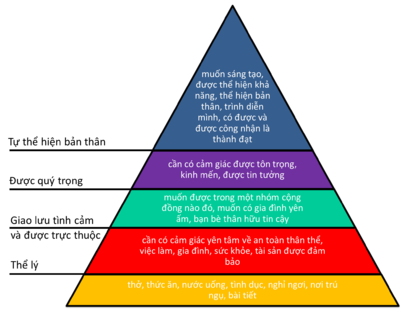 muốn sáng tạo,
được thể hiện khả
năng, thể hiện bản
thân, trình diễn
mình, có được và
được công nhận là
thành đạt
Tự thể hiện bản thân
cần có cảm giác được tôn trọng,
kinh mến, được tin tưởng
Được quý trọng
muốn được trong một nhóm cộng
đồng nào đó, muốn có gia đình yên
ấm, bạn bè thân hữu tin cậy
Giao lưu tình cảm
và được trực thuộc
cần có cảm giác yên tâm về an toàn thân thể,
việc làm, gia đình, sức khỏe, tài sản được đảm
bảo
Thể lý
thở, thức ăn, nước uống, tình dục, nghỉ ngơi, nơi trú
ngụ, bài tiết